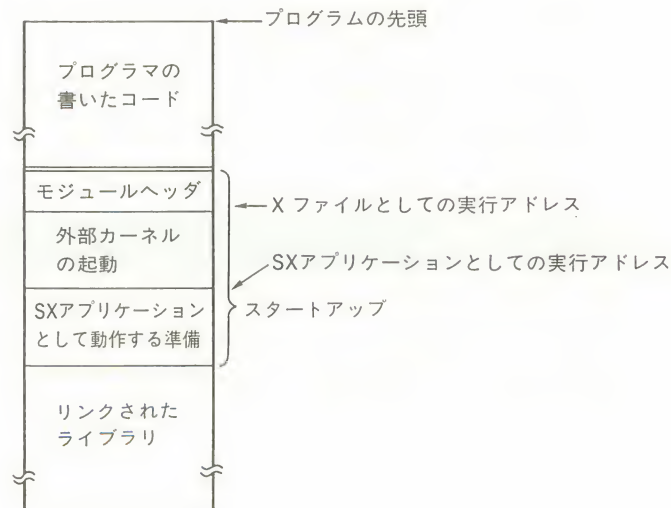 プログラムの先頭
プログラマの
書いたコード
モジュールヘッダ
X ファイルとしての実行アドレス
外部カーネル
の起動
SXアプリケーションとしての実行アドレス
SXアプリケーション
として動作する準備
スタートアップ
リンクされた
ライブラリ